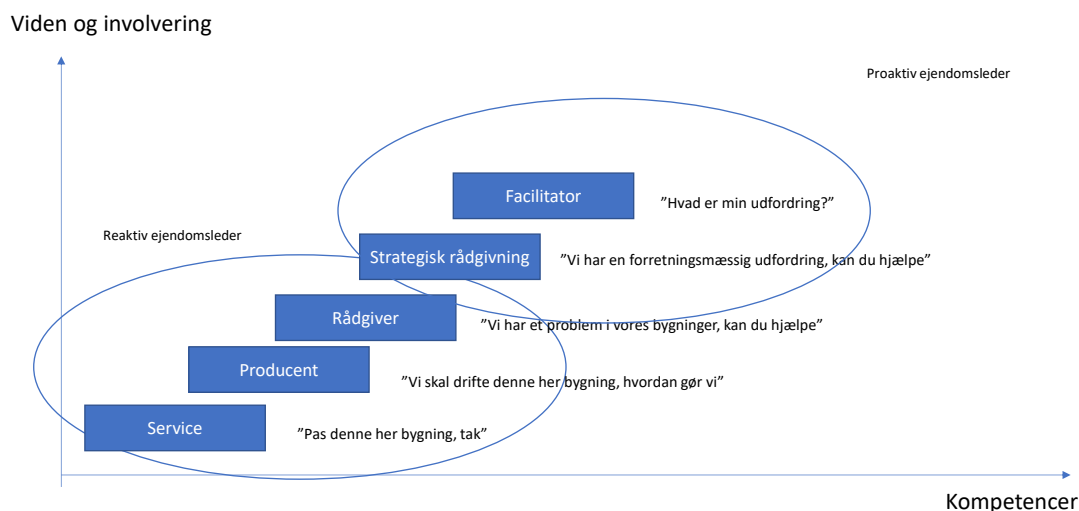 Viden og involvering
Proaktiv ejendomsleder
Facilitator
”Hvad er min udfordring?”
Reaktiv ejendomsleder
Strategisk rådgivning
”Vi har en forretningsmæssig udfordring, kan du hjælpe”
Rådgiver
”Vi har et problem i vores bygninger, kan du hjælpe”
Producent
”Vi skal drifte denne her bygning, hvordan gør vi”
Service
”Pas denne her bygning, tak”
Kompetencer